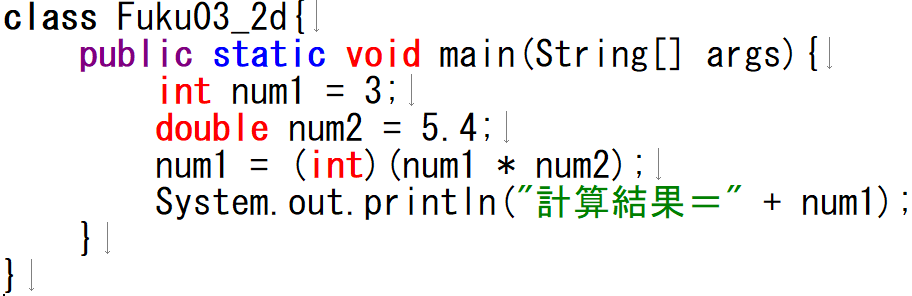 class Fuku03_2d{
    public static void main(String[] args){
        int num1 = 3;
        double num2 = 5.4;
        num1 = (int)(num1 * num2);
        System.out.println("計算結果＝" + num1);
    }
}